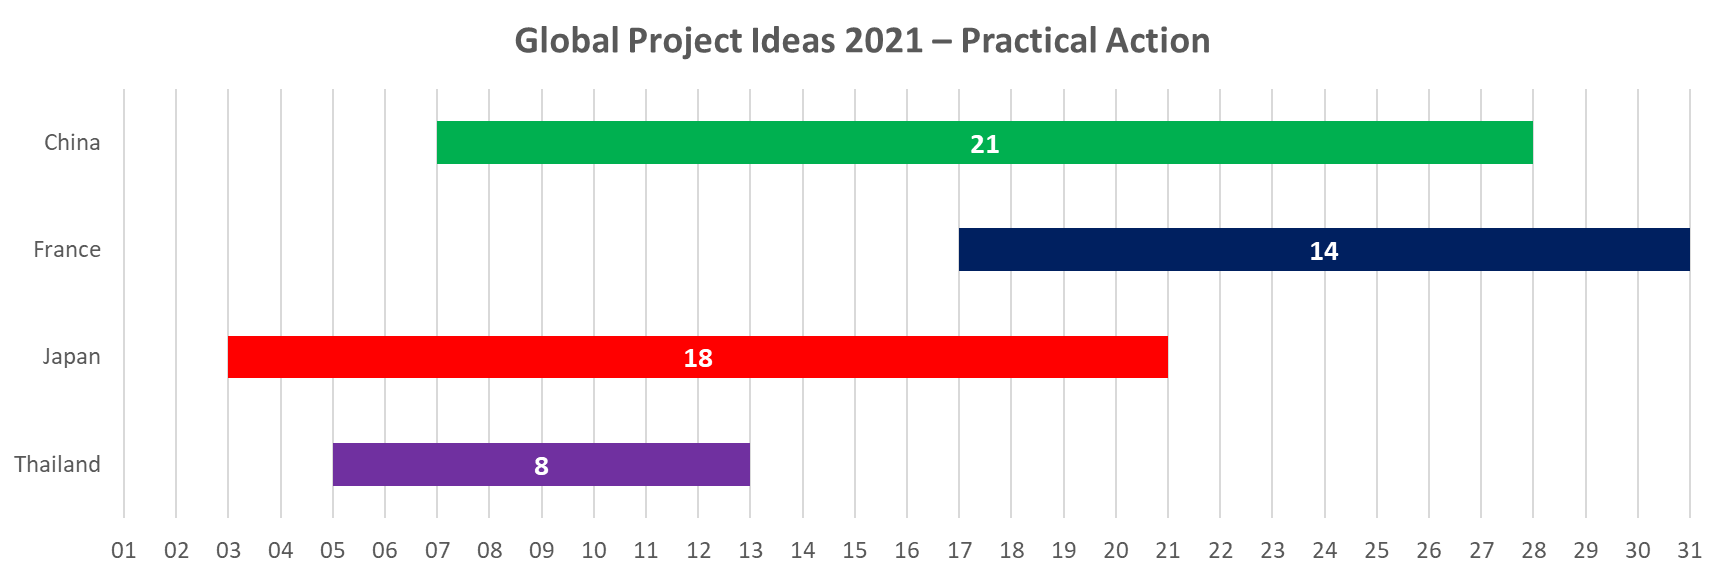 Global Project Ideas 2021 – Practical Action
China
21
France
14
Japan
18
Thailand
8
01 02 03 04 05 06 07 08 09 10 11 12 13 14 15 16 17 18 19 20 21 22 23 24 25 26 27 28 29 30 31